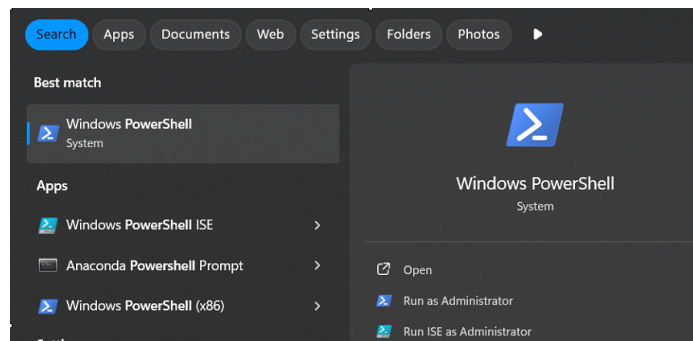 Search Apps Documents Web Settings Folders Photos
Best match
Windows PowerShell
System
Apps
Windows PowerShell ISE
Anaconda Powershell Prompt
Windows PowerShell (x86)
Windows PowerShell
System
Open
Run as Administrator
Run ISE as Administrator